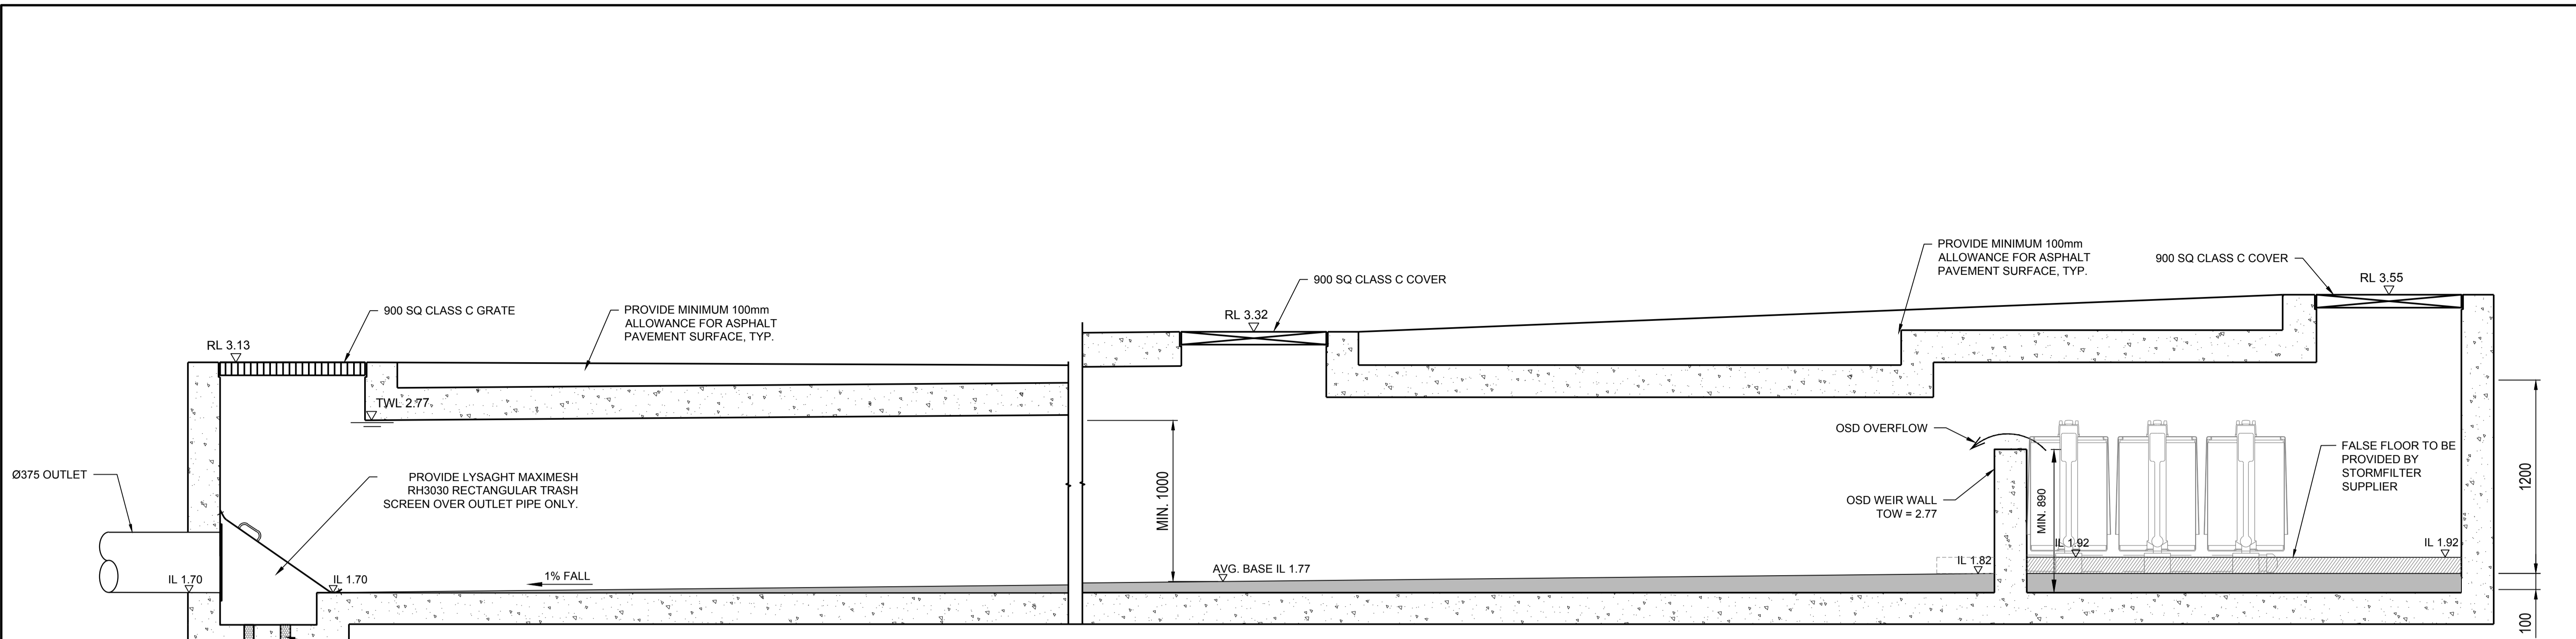 PROVIDE MINIMUM 100mm
ALLOWANCE FOR ASPHALT
PAVEMENT SURFACE, TYP.
900 SQ CLASS C COVER
RL 3.55
900 SQ CLASS C COVER
RL 3.32
900 SQ CLASS C GRATE
PROVIDE MINIMUM 100mm
ALLOWANCE FOR ASPHALT
PAVEMENT SURFACE, TYP.
RL 3.13
TWL 2.77
OSD OVERFLOW
FALSE FLOOR TO BE
PROVIDED BY
STORMFILTER
SUPPLIER
1200
Ø375 OUTLET
PROVIDE LYSAGHT MAXIMESH
RH3030 RECTANGULAR TRASH
SCREEN OVER OUTLET PIPE ONLY.
MIN. 1000
OSD WEIR WALL
TOW = 2.77
MIN. 890
IL 1.92
IL 1.92
IL 1.70
IL 1.70
1% FALL
AVG. BASE IL 1.77
IL 1.82
100